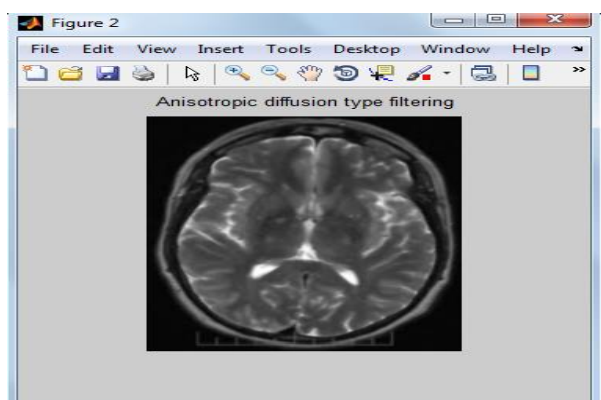 Figure 2
File Edit View Insert Tools Desktop Window Help
Anisotropic diffusion type filtering